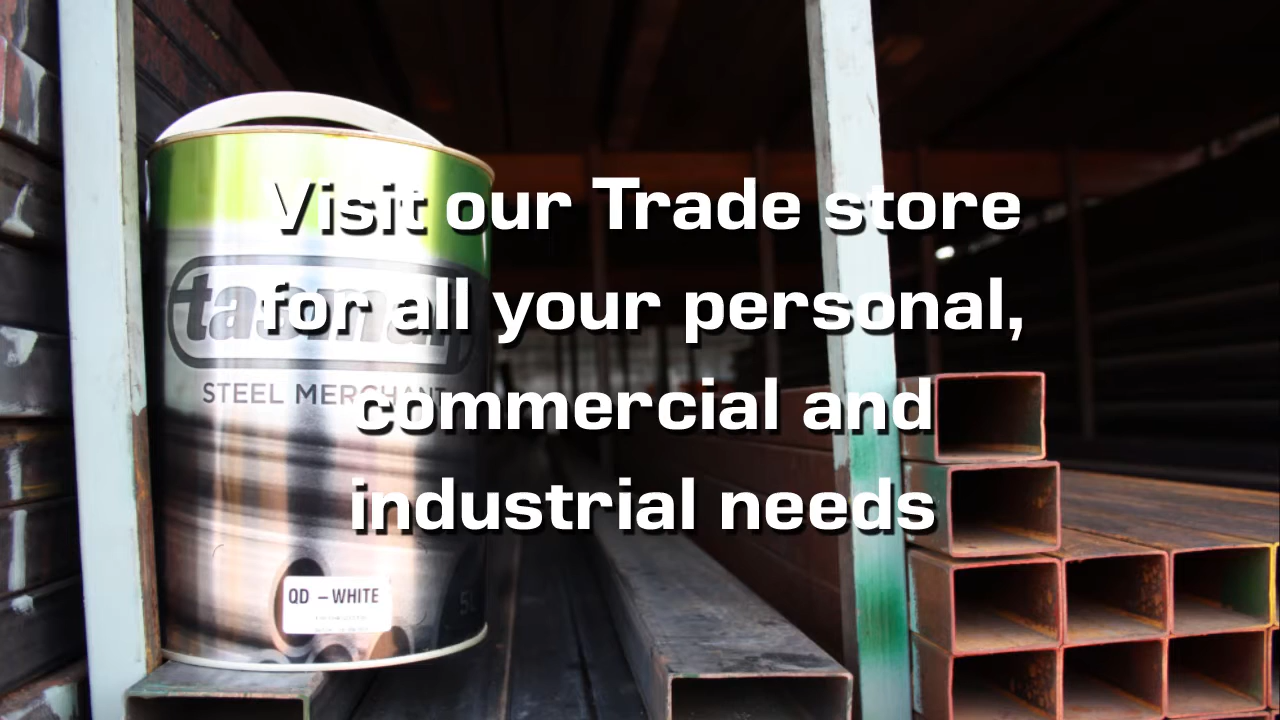 Visit our Trade store
for all your personal,
commercial and
industrial needs
tasman
STEEL MERCHANT
QD – WHITE